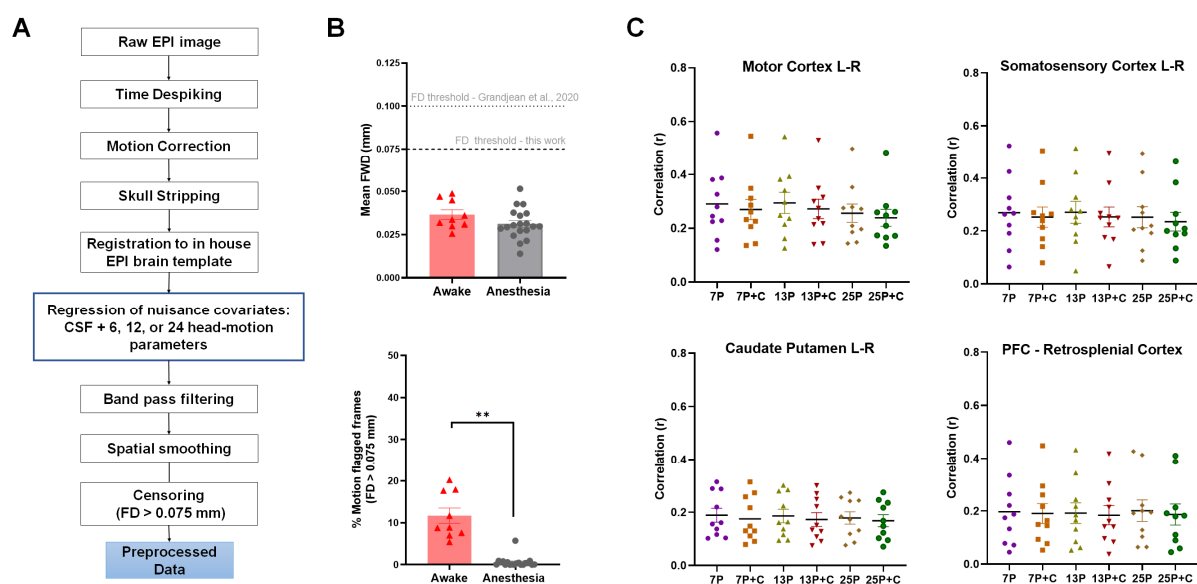 A
Raw EPI image
Time Despiking
Motion Correction
Skull Stripping
Registration to in house
EPI brain template
Regression of nuisance covariates:
CSF + 6, 12, or 24 head-motion
parameters
Band pass filtering
Spatial smoothing
Censoring
(FD > 0.075 mm)
Preprocessed
Data
B
Mean FWD (mm)
0.125
0.100
0.075
0.050
0.025
0.000
FD threshold - Grandjean et al., 2020
FD threshold - this work
Awake
Anesthesia
% Motion flagged frames
(FD > 0.075 mm)
50
40
30
20
10
0
**
Awake
Anesthesia
C
Motor Cortex L-R
Correlation (r)
0.8
0.6
0.4
0.2
0.0
7P
7P+C
13P
13P+C
25P
25P+C
Somatosensory Cortex L-R
Correlation (r)
0.8
0.6
0.4
0.2
0.0
7P
7P+C
13P
13P+C
25P
25P+C
Caudate Putamen L-R
Correlation (r)
0.8
0.6
0.4
0.2
0.0
7P
7P+C
13P
13P+C
25P
25P+C
PFC - Retrosplenial Cortex
Correlation (r)
0.8
0.6
0.4
0.2
0.0
7P
7P+C
13P
13P+C
25P
25P+C